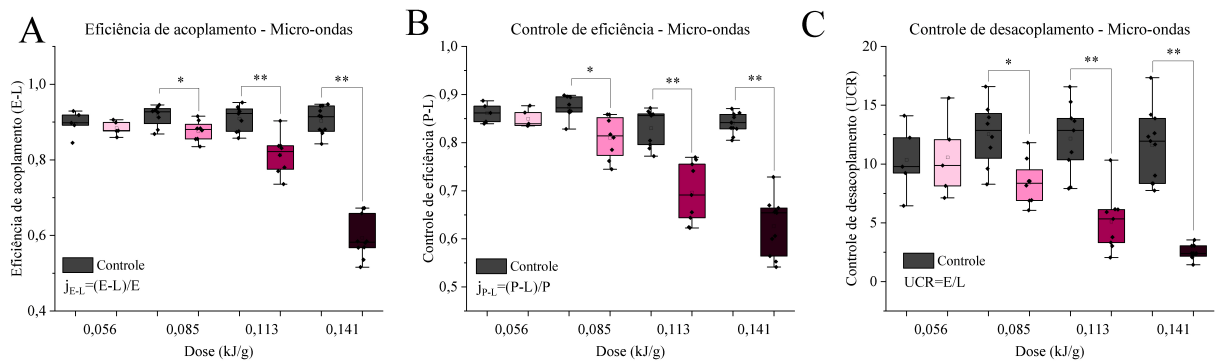 A
Eficiência de acoplamento - Micro-ondas
Eficiência de acoplamento (E-L)
1,0
0,8
0,6
0,4
*
**
**
Controle
jE-L=(E-L)/E
0,056
0,085
0,113
0,141
Dose (kJ/g)
B
Controle de eficiência - Micro-ondas
Controle de eficiência (P-L)
1,0
0,9
0,8
0,7
0,6
0,5
0,4
*
**
**
Controle
jP-L=(P-L)/P
0,056
0,085
0,113
0,141
Dose (kJ/g)
C
Controle de desacoplamento - Micro-ondas
Controle de desacoplamento (UCR)
20
15
10
5
0
*
**
**
Controle
UCR=E/L
0,056
0,085
0,113
0,141
Dose (kJ/g)